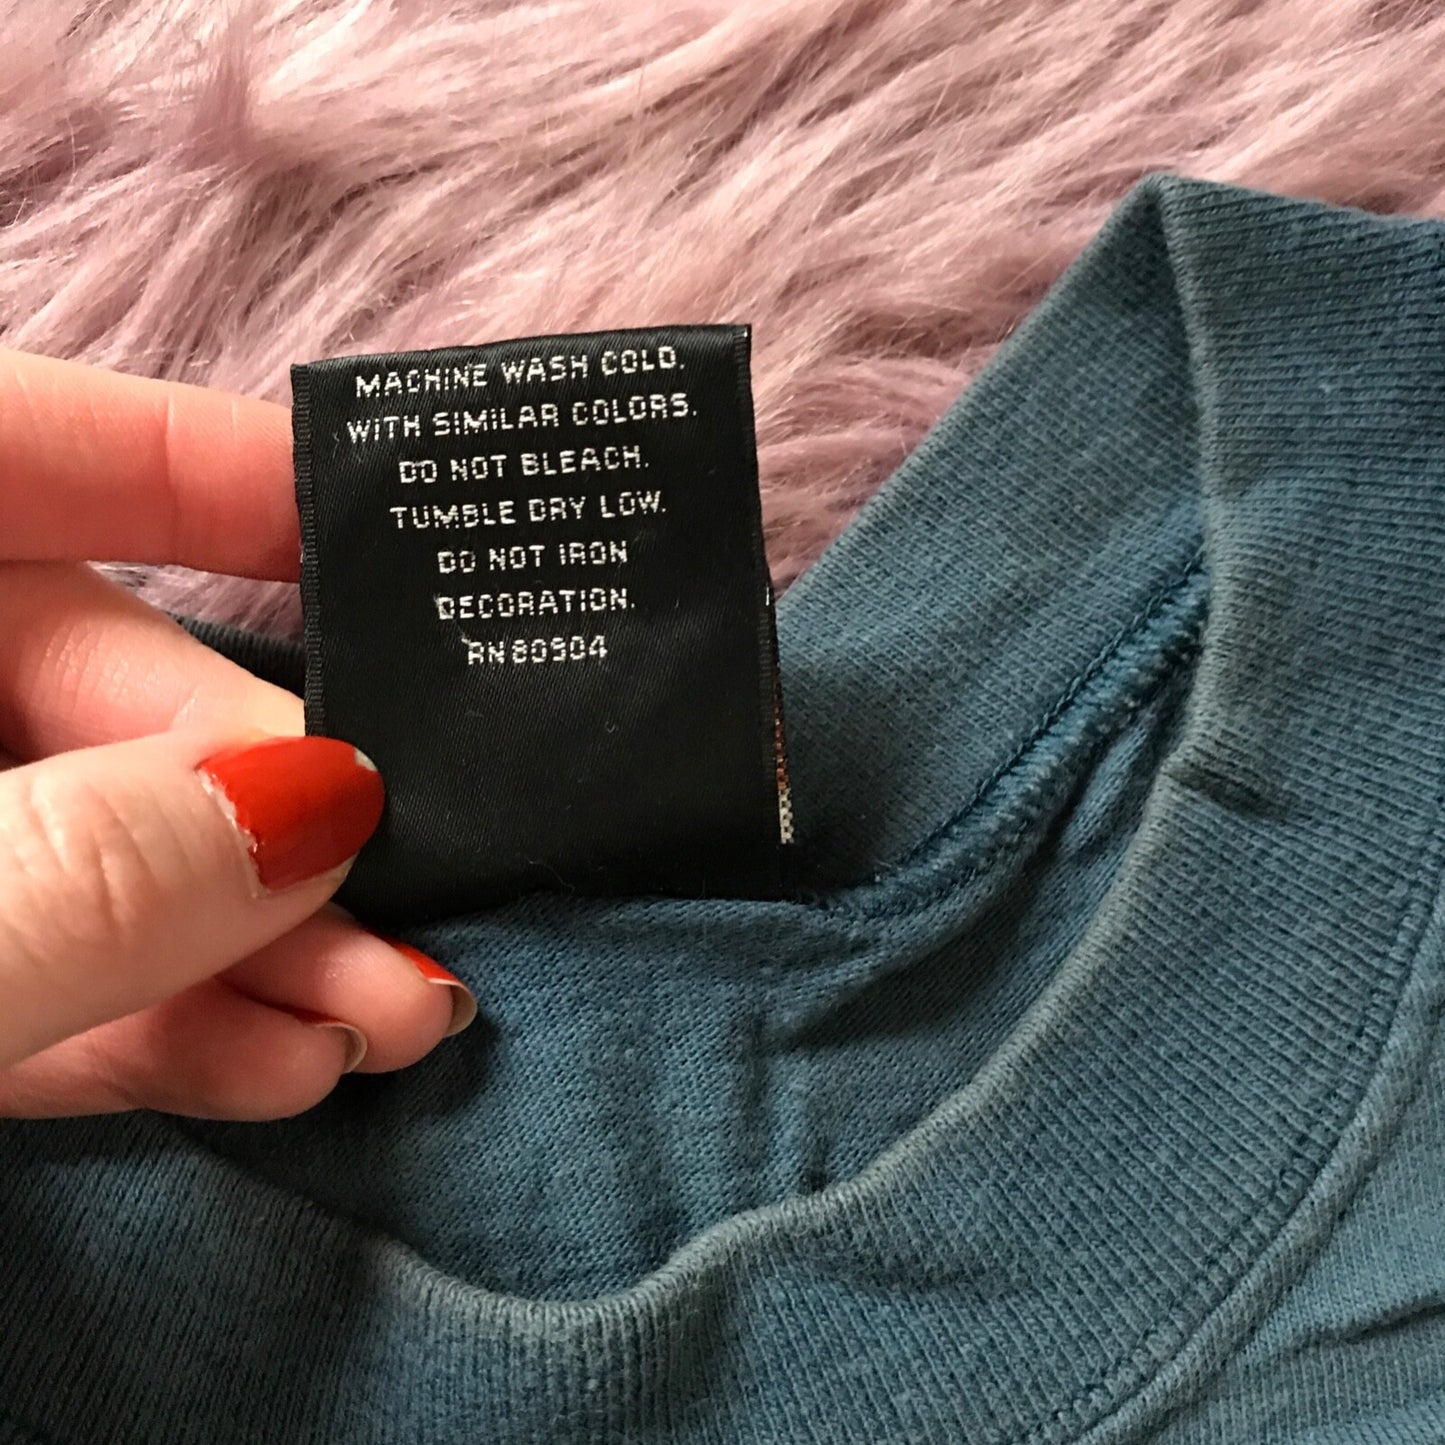 MACHINE WASH COLD.
WITH SIMILAR COLORS.
DO NOT BLEACH.
TUMBLE DRY LOW.
DO NOT IRON
DECORATION.
RN 80904